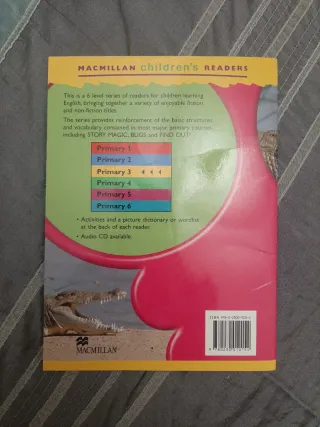 MACMILLAN children's READERS
This is a 6 level series of readers for children learning
English, bringing together a variety of enjoyable fiction
and non-fiction titles.
The series provides reinforcement of the basic structures
and vocabulary contained in most major primary courses,
including STORY MAGIC, BUGS and FIND OUT!
Primary 1
Primary 2
Primary 3
Primary 4
Primary 5
Primary 6
• Activities and a picture dictionary or wordlist
at the back of each reader.
• Audio CD available.
MACMILLAN